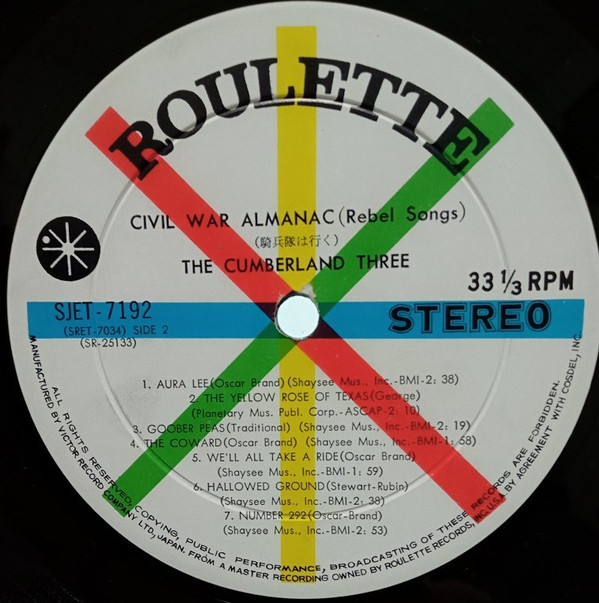 ROULETTE
CIVIL WAR ALMANAC (Rebel Songs)
(騎兵隊は行く)
THE CUMBERLAND THREE
33 1/3 RPM
SJET-7192
STEREO
(SRET-7034) SIDE 2
(SR-25133)
1. AURA LEE (Oscar Brand) (Shaysee Mus., Inc.-BMI-2: 38)
2. THE YELLOW ROSE OF TEXAS (George)
(Planetary Mus. Publ. Corp.-ASCAP-2: 10)
3. GOOBER PEAS (Traditional) (Shaysee Mus., Inc.-BMI-2: 19)
4. THE COWARD (Oscar Brand) (Shaysee Mus., Inc.-BMI-1: 58)
5. WE'LL ALL TAKE A RIDE (Oscar Brand)
(Shaysee Mus., Inc.-BMI-1: 59)
6. HALLOWED GROUND (Stewart-Rubin)
(Shaysee Mus., Inc.-BMI-2: 38)
7. NUMBER 292 (Oscar-Brand)
(Shaysee Mus., Inc.-BMI-2: 53)
ALL RIGHTS RESERVED, COPYING, PUBLIC PERFORMANCE, BROADCASTING OF THESE RECORDS ARE FORBIDDEN.
MANUFACTURED BY VICTOR RECORD COMPANY LTD., JAPAN. FROM A MASTER RECORDING OWNED BY ROULETTE RECORDS, INC. U.S.A BY AGREEMENT WITH COSDEL, INC.